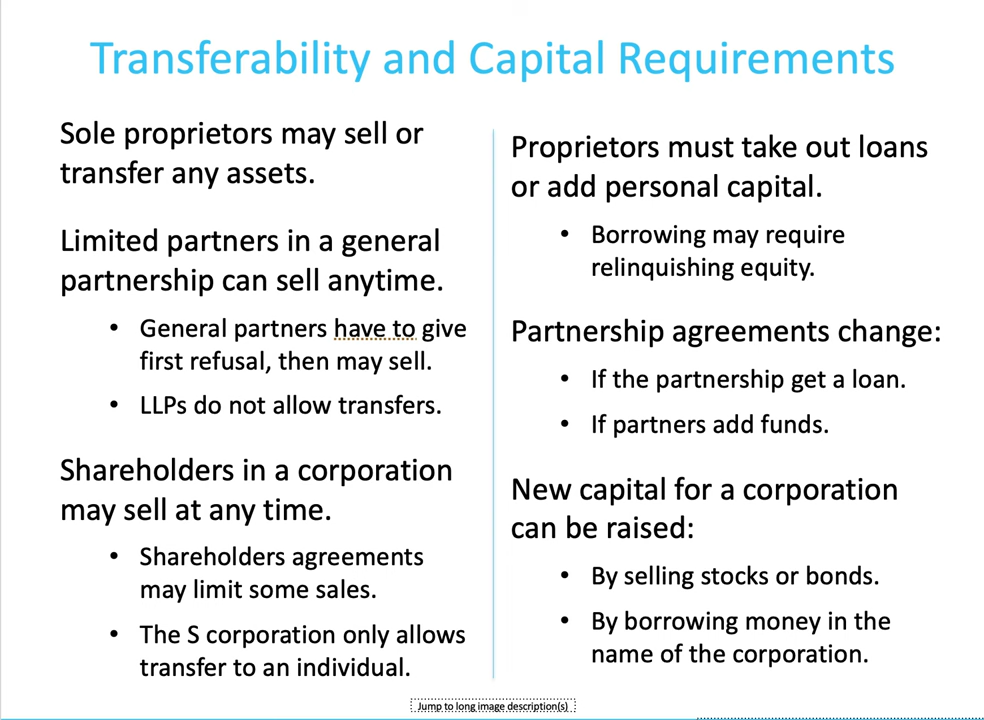 Transferability and Capital Requirements
Sole proprietors may sell or
transfer any assets.
Limited partners in a general
partnership can sell anytime.
• General partners have to give
first refusal, then may sell.
• LLPs do not allow transfers.
Shareholders in a corporation
may sell at any time.
• Shareholders agreements
may limit some sales.
• The S corporation only allows
transfer to an individual.
Proprietors must take out loans
or add personal capital.
• Borrowing may require
relinquishing equity.
Partnership agreements change:
• If the partnership get a loan.
• If partners add funds.
New capital for a corporation
can be raised:
• By selling stocks or bonds.
• By borrowing money in the
name of the corporation.
Jump to long image description(s)